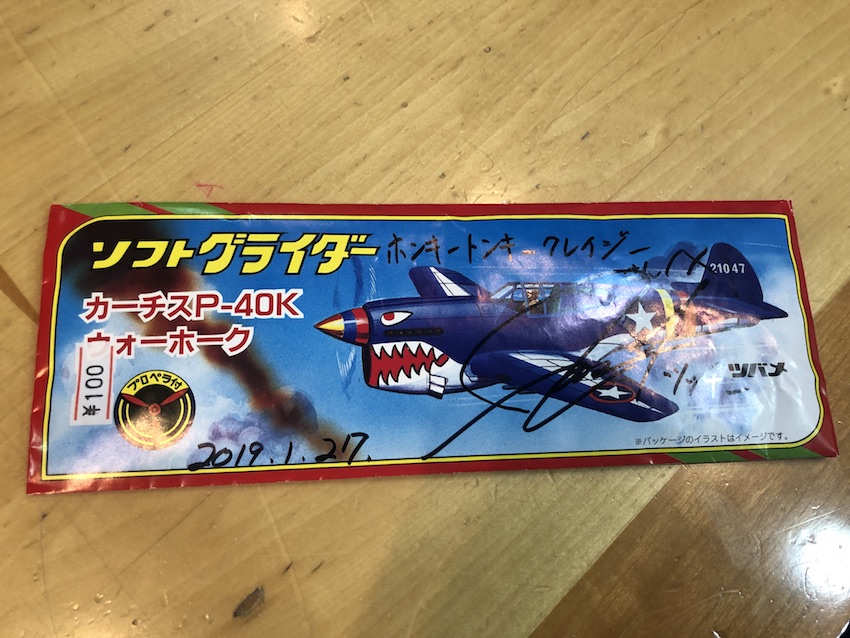 ソフトグライダー
ホンキートンキークレイジー
カーチスP-40K
ウォーホーク
¥100
プロペラ付
21047
ツバメ
※パッケージのイラストはイメージです。
2019.1.27.